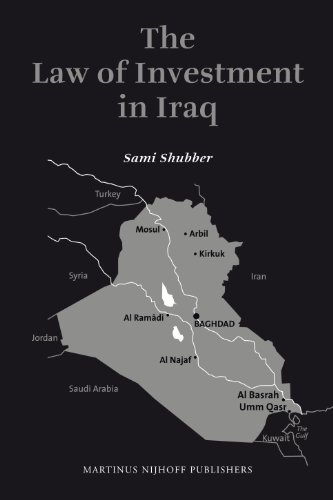 The
Law of Investment
in Iraq
Sami Shubber
Turkey
Mosul
Arbil
Kirkuk
Syria
Iran
Al Ramâdi
BAGHDAD
Jordan
Al Najaf
Saudi Arabia
Al Basrah
Umm Qasr
The
Gulf
Kuwait
MARTINUS NIJHOFF PUBLISHERS